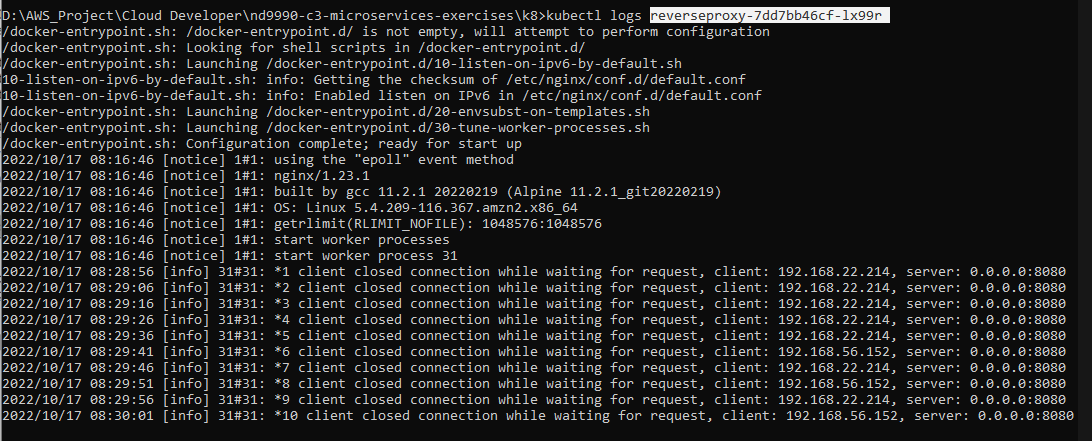 D:\AWS_Project\Cloud Developer\nd9990-c3-microservices-exercises\k8>kubectl logs reverseproxy-7dd7bb46cf-lx99r
/docker-entrypoint.sh: /docker-entrypoint.d/ is not empty, will attempt to perform configuration
/docker-entrypoint.sh: Looking for shell scripts in /docker-entrypoint.d/
/docker-entrypoint.sh: Launching /docker-entrypoint.d/10-listen-on-ipv6-by-default.sh
10-listen-on-ipv6-by-default.sh: info: Getting the checksum of /etc/nginx/conf.d/default.conf
10-listen-on-ipv6-by-default.sh: info: Enabled listen on IPv6 in /etc/nginx/conf.d/default.conf
/docker-entrypoint.sh: Launching /docker-entrypoint.d/20-envsubst-on-templates.sh
/docker-entrypoint.sh: Launching /docker-entrypoint.d/30-tune-worker-processes.sh
/docker-entrypoint.sh: Configuration complete; ready for start up
2022/10/17 08:16:46 [notice] 1#1: using the "epoll" event method
2022/10/17 08:16:46 [notice] 1#1: nginx/1.23.1
2022/10/17 08:16:46 [notice] 1#1: built by gcc 11.2.1 20220219 (Alpine 11.2.1_git20220219)
2022/10/17 08:16:46 [notice] 1#1: OS: Linux 5.4.209-116.367.amzn2.x86_64
2022/10/17 08:16:46 [notice] 1#1: getrlimit(RLIMIT_NOFILE): 1048576:1048576
2022/10/17 08:16:46 [notice] 1#1: start worker processes
2022/10/17 08:16:46 [notice] 1#1: start worker process 31
2022/10/17 08:28:56 [info] 31#31: *1 client closed connection while waiting for request, client: 192.168.22.214, server: 0.0.0.0:8080
2022/10/17 08:29:06 [info] 31#31: *2 client closed connection while waiting for request, client: 192.168.22.214, server: 0.0.0.0:8080
2022/10/17 08:29:16 [info] 31#31: *3 client closed connection while waiting for request, client: 192.168.22.214, server: 0.0.0.0:8080
2022/10/17 08:29:26 [info] 31#31: *4 client closed connection while waiting for request, client: 192.168.22.214, server: 0.0.0.0:8080
2022/10/17 08:29:36 [info] 31#31: *5 client closed connection while waiting for request, client: 192.168.22.214, server: 0.0.0.0:8080
2022/10/17 08:29:41 [info] 31#31: *6 client closed connection while waiting for request, client: 192.168.56.152, server: 0.0.0.0:8080
2022/10/17 08:29:46 [info] 31#31: *7 client closed connection while waiting for request, client: 192.168.22.214, server: 0.0.0.0:8080
2022/10/17 08:29:51 [info] 31#31: *8 client closed connection while waiting for request, client: 192.168.56.152, server: 0.0.0.0:8080
2022/10/17 08:29:56 [info] 31#31: *9 client closed connection while waiting for request, client: 192.168.22.214, server: 0.0.0.0:8080
2022/10/17 08:30:01 [info] 31#31: *10 client closed connection while waiting for request, client: 192.168.56.152, server: 0.0.0.0:8080